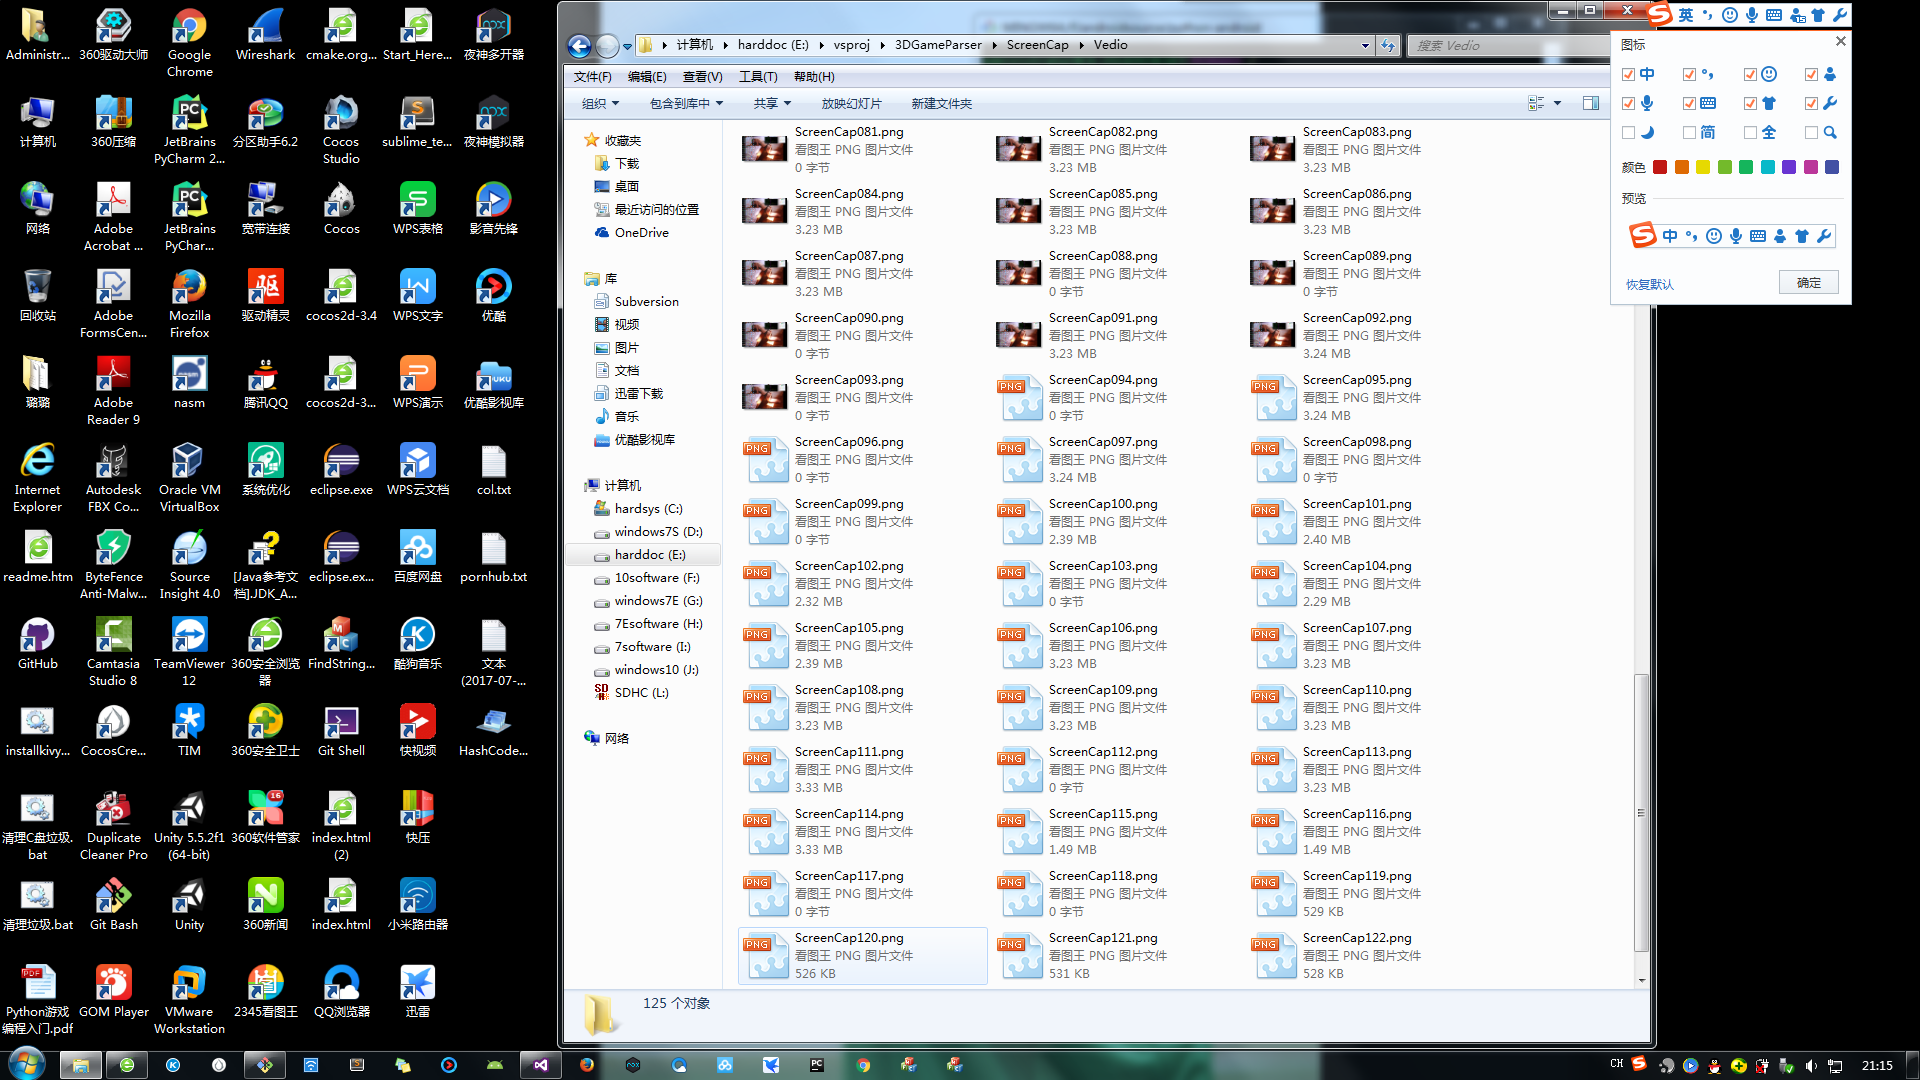 Administr...
360驱动大师
Google
Chrome
Wireshark
cmake.org...
Start_Here...
夜神多开器
计算机
360压缩
JetBrains
PyCharm 2...
分区助手6.2
Cocos
Studio
sublime_te...
夜神模拟器
网络
Adobe
Acrobat ...
JetBrains
PyChar...
宽带连接
Cocos
WPS表格
影音先锋
回收站
Adobe
FormsCen...
Mozilla
Firefox
驱动精灵
cocos2d-3.4
WPS文字
优酷
璐璐
Adobe
Reader 9
nasm
腾讯QQ
cocos2d-3...
WPS演示
优酷影视库
Internet
Explorer
Autodesk
FBX Co...
Oracle VM
VirtualBox
系统优化
eclipse.exe
WPS云文档
col.txt
readme.htm
ByteFence
Anti-Malw...
Source
Insight 4.0
[Java参考文
档].JDK_A...
eclipse.ex...
百度网盘
pornhub.txt
GitHub
Camtasia
Studio 8
TeamViewer
12
360安全浏览
器
FindString...
酷狗音乐
文本
(2017-07-...
installkivy...
CocosCre...
TIM
360安全卫士
Git Shell
快视频
HashCode...
清理C盘垃圾.
bat
Duplicate
Cleaner Pro
Unity 5.5.2f1
(64-bit)
360软件管家
index.html
(2)
快压
清理垃圾.bat
Git Bash
Unity
360新闻
index.html
小米路由器
Python游戏
编程入门.pdf
GOM Player
VMware
Workstation
2345看图王
QQ浏览器
迅雷
计算机 harddoc (E:) vsproj 3DGameParser ScreenCap Vedio
搜索 Vedio
文件(F) 编辑(E) 查看(V) 工具(T) 帮助(H)
组织 包含到库中 共享 放映幻灯片 新建文件夹
收藏夹
下载
桌面
最近访问的位置
OneDrive
库
Subversion
视频
图片
文档
迅雷下载
音乐
优酷影视库
计算机
hardsys (C:)
windows7S (D:)
harddoc (E:)
10software (F:)
windows7E (G:)
7Esoftware (H:)
7software (I:)
windows10 (J:)
SDHC (L:)
网络
ScreenCap081.png ScreenCap082.png ScreenCap083.png
看图王 PNG 图片文件 看图王 PNG 图片文件 看图王 PNG 图片文件
0 字节 3.23 MB 3.23 MB
ScreenCap084.png ScreenCap085.png ScreenCap086.png
看图王 PNG 图片文件 看图王 PNG 图片文件 看图王 PNG 图片文件
3.23 MB 3.23 MB 3.23 MB
ScreenCap087.png ScreenCap088.png ScreenCap089.png
看图王 PNG 图片文件 看图王 PNG 图片文件 看图王 PNG 图片文件
3.23 MB 0 字节 0 字节
ScreenCap090.png ScreenCap091.png ScreenCap092.png
看图王 PNG 图片文件 看图王 PNG 图片文件 看图王 PNG 图片文件
0 字节 3.23 MB 3.24 MB
ScreenCap093.png ScreenCap094.png ScreenCap095.png
看图王 PNG 图片文件 看图王 PNG 图片文件 看图王 PNG 图片文件
0 字节 0 字节 3.24 MB
ScreenCap096.png ScreenCap097.png ScreenCap098.png
看图王 PNG 图片文件 看图王 PNG 图片文件 看图王 PNG 图片文件
0 字节 3.24 MB 0 字节
ScreenCap099.png ScreenCap100.png ScreenCap101.png
看图王 PNG 图片文件 看图王 PNG 图片文件 看图王 PNG 图片文件
0 字节 2.39 MB 2.40 MB
ScreenCap102.png ScreenCap103.png ScreenCap104.png
看图王 PNG 图片文件 看图王 PNG 图片文件 看图王 PNG 图片文件
2.32 MB 0 字节 2.29 MB
ScreenCap105.png ScreenCap106.png ScreenCap107.png
看图王 PNG 图片文件 看图王 PNG 图片文件 看图王 PNG 图片文件
2.39 MB 3.23 MB 3.23 MB
ScreenCap108.png ScreenCap109.png ScreenCap110.png
看图王 PNG 图片文件 看图王 PNG 图片文件 看图王 PNG 图片文件
3.23 MB 3.23 MB 3.23 MB
ScreenCap111.png ScreenCap112.png ScreenCap113.png
看图王 PNG 图片文件 看图王 PNG 图片文件 看图王 PNG 图片文件
3.33 MB 0 字节 3.23 MB
ScreenCap114.png ScreenCap115.png ScreenCap116.png
看图王 PNG 图片文件 看图王 PNG 图片文件 看图王 PNG 图片文件
3.33 MB 1.49 MB 1.49 MB
ScreenCap117.png ScreenCap118.png ScreenCap119.png
看图王 PNG 图片文件 看图王 PNG 图片文件 看图王 PNG 图片文件
0 字节 0 字节 529 KB
ScreenCap120.png ScreenCap121.png ScreenCap122.png
看图王 PNG 图片文件 看图王 PNG 图片文件 看图王 PNG 图片文件
526 KB 531 KB 528 KB
125 个对象
英
图标
中
简 全
颜色
预览
中
恢复默认 确定
CH 21:15